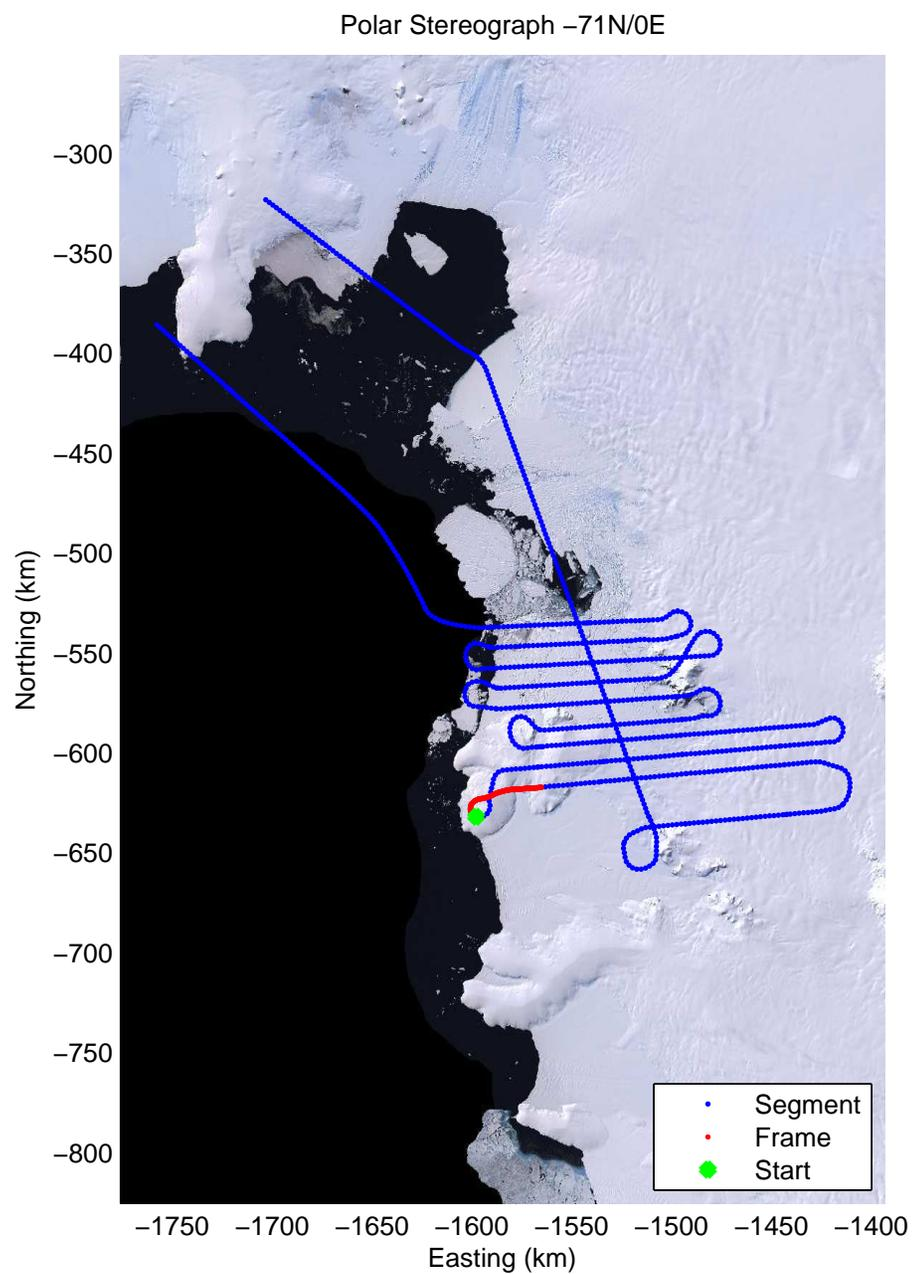 Polar Stereograph −71N/0E
−300
−350
−400
−450
−500
−550
−600
−650
−700
−750
−800
Northing (km)
−1750 −1700 −1650 −1600 −1550 −1500 −1450 −1400
Easting (km)
Segment
Frame
Start